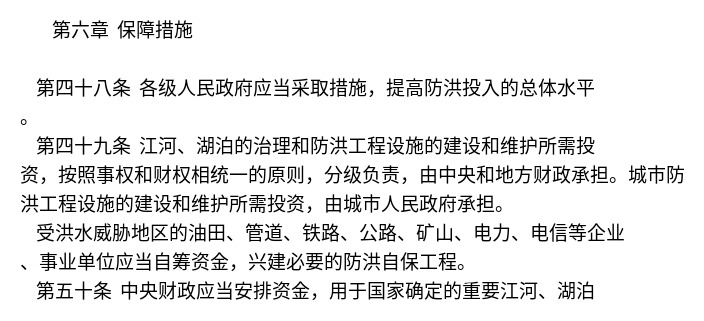 第六章 保障措施
第四十八条 各级人民政府应当采取措施，提高防洪投入的总体水平
。
第四十九条 江河、湖泊的治理和防洪工程设施的建设和维护所需投
资，按照事权和财权相统一的原则，分级负责，由中央和地方财政承担。城市防
洪工程设施的建设和维护所需投资，由城市人民政府承担。
受洪水威胁地区的油田、管道、铁路、公路、矿山、电力、电信等企业
、事业单位应当自筹资金，兴建必要的防洪自保工程。
第五十条 中央财政应当安排资金，用于国家确定的重要江河、湖泊